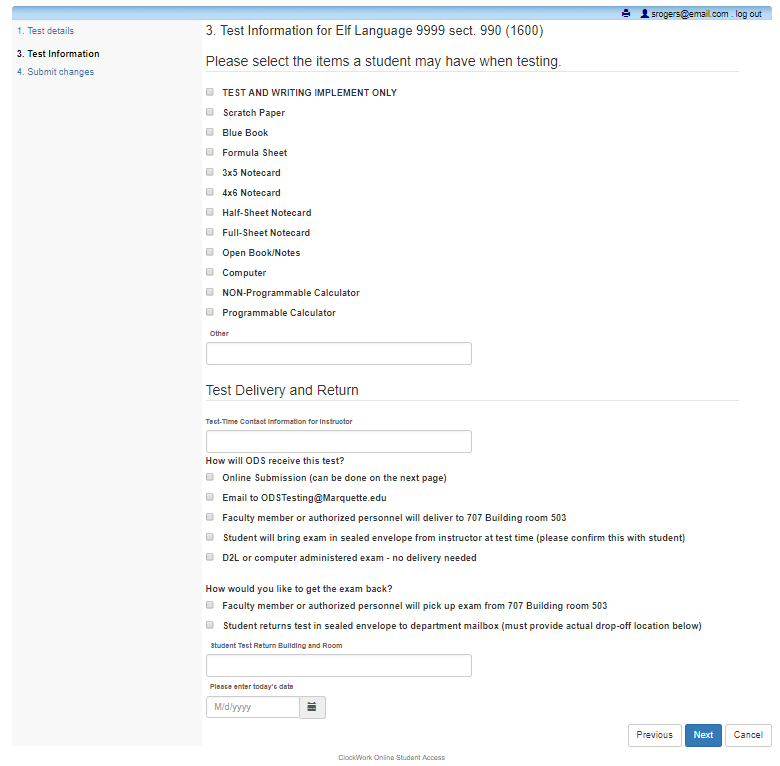 srogers@email.com . log out
1. Test details
3. Test Information
4. Submit changes
3. Test Information for Elf Language 9999 sect. 990 (1600)
Please select the items a student may have when testing.
TEST AND WRITING IMPLEMENT ONLY
Scratch Paper
Blue Book
Formula Sheet
3x5 Notecard
4x6 Notecard
Half-Sheet Notecard
Full-Sheet Notecard
Open Book/Notes
Computer
NON-Programmable Calculator
Programmable Calculator
Other
Test Delivery and Return
Test-Time Contact Information for Instructor
How will ODS receive this test?
Online Submission (can be done on the next page)
Email to ODSTesting@Marquette.edu
Faculty member or authorized personnel will deliver to 707 Building room 503
Student will bring exam in sealed envelope from instructor at test time (please confirm this with student)
D2L or computer administered exam - no delivery needed
How would you like to get the exam back?
Faculty member or authorized personnel will pick up exam from 707 Building room 503
Student returns test in sealed envelope to department mailbox (must provide actual drop-off location below)
Student Test Return Building and Room
Please enter today's date
M/d/yyyy
Previous Next Cancel
ClockWork Online Student Access